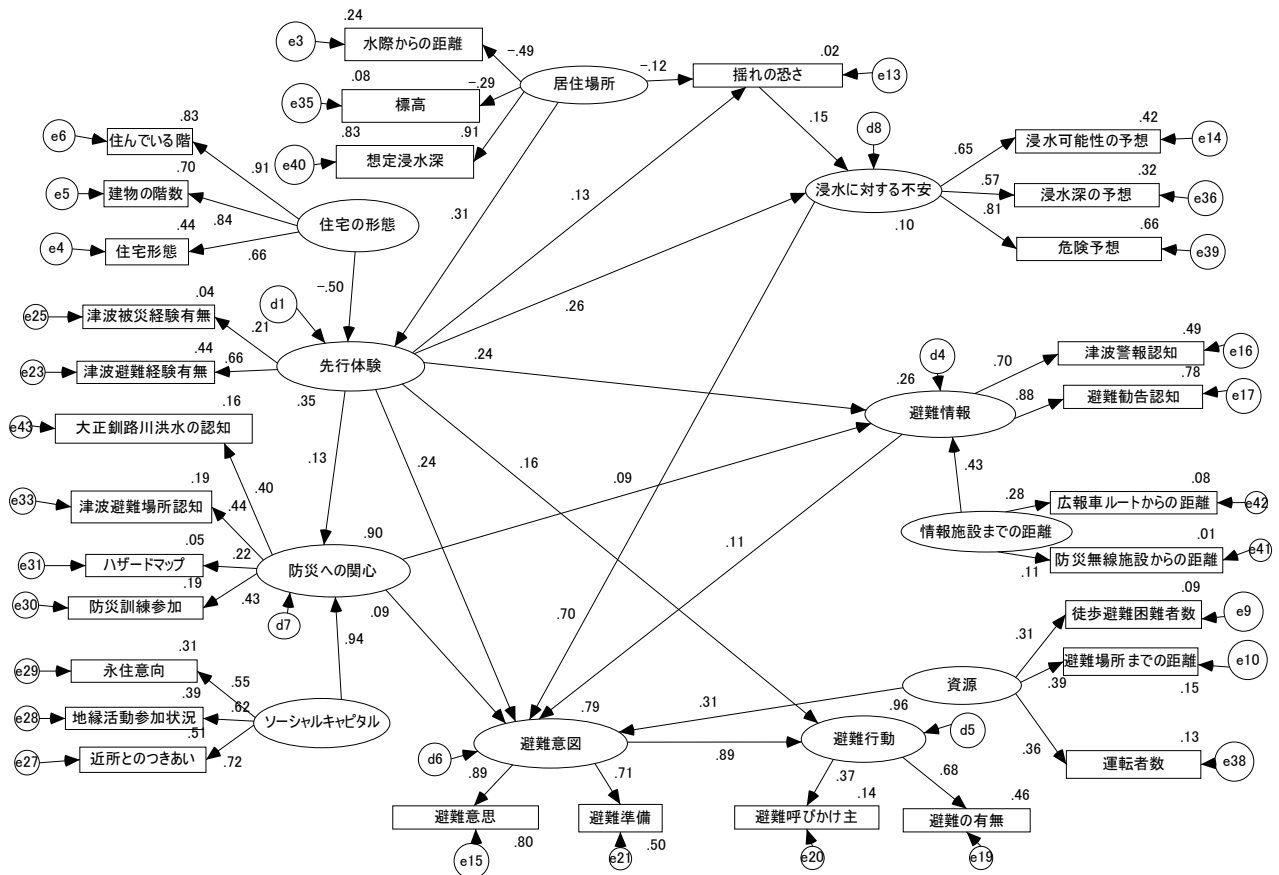 .24
e3
水際からの距離
-.49
.08
e35
標高
-.29
.83
.91
e40
想定浸水深
居住場所
-.12
.02
揺れの恐さ
e13
.15
d8
浸水に対する不安
.10
.65
.42
浸水可能性の予想
e14
.57
.32
浸水深の予想
e36
.81
.66
危険予想
e39
.83
e6
住んでいる階
.91
.70
e5
建物の階数
.84
.44
e4
住宅形態
.66
住宅の形態
-.50
.31
.13
.26
d1
.04
e25
津波被災経験有無
.21
.44
.66
e23
津波避難経験有無
先行体験
.35
.24
d4
.26
避難情報
.70
.49
津波警報認知
e16
.88
.78
避難勧告認知
e17
.16
e43
大正釧路川洪水の認知
.40
.13
.24
.16
.09
.43
.19
e33
津波避難場所認知
.44
.05
e31
ハザードマップ
.22
.19
e30
防災訓練参加
.43
.90
防災への関心
d7
.09
.94
.11
.70
情報施設までの距離
.28
.08
広報車ルートからの距離
e42
.01
防災無線施設からの距離
e41
.11
.09
徒歩避難困難者数
e9
.31
避難場所までの距離
e10
.39
.15
資源
.36
.13
運転者数
e38
.31
.31
e29
永住意向
.55
.39
e28
地縁活動参加状況
.62
.51
e27
近所とのつきあい
.72
ソーシャルキャピタル
.79
避難意図
d6
.89
.96
避難行動
d5
.89
.71
.37
.68
避難意思
.80
e15
避難準備
.50
e21
.14
避難呼びかけ主
e20
.46
避難の有無
e19